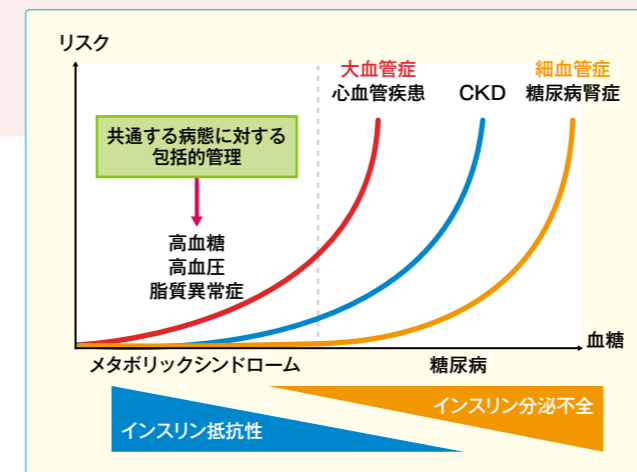 リスク
大血管症
心血管疾患
CKD
細血管症
糖尿病腎症
共通する病態に対する
包括的管理
高血糖
高血圧
脂質異常症
血糖
メタボリックシンドローム
糖尿病
インスリン抵抗性
インスリン分泌不全